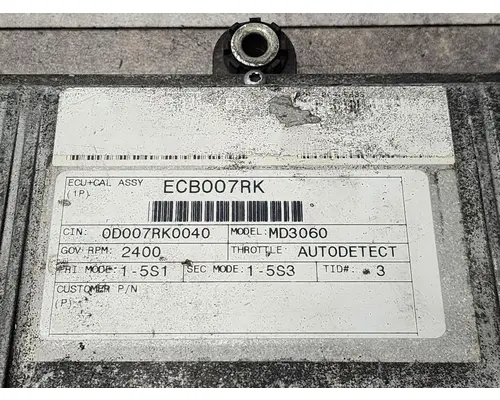 ECU+CAL ASSY ECB007RK
(1P)
CIN: 0D007RK0040 MODEL: MD3060
GOV RPM: 2400 THROTTLE: AUTODETECT
PRI MODE: 1-5S1 SEC MODE: 1-5S3 TID#: 3
CUSTOMER P/N
(P)